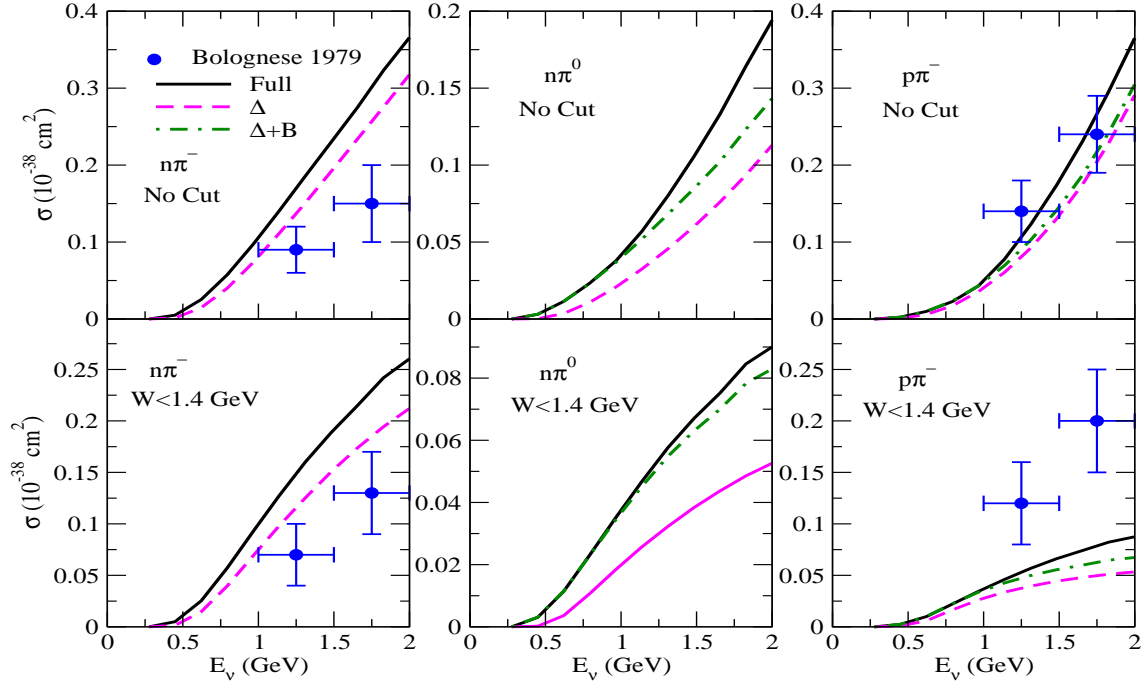 0.4
0.3
0.2
0.1
0
σ (10⁻³⁸ cm²)
Bolognese 1979
Full
Δ
Δ+B
nπ⁻
No Cut
0.2
0.15
0.1
0.05
0
nπ⁰
No Cut
0.4
0.3
0.2
0.1
0
pπ⁻
No Cut
0.25
0.2
0.15
0.1
0.05
0
σ (10⁻³⁸ cm²)
nπ⁻
W<1.4 GeV
0 0.5 1 1.5 2
E_ν (GeV)
0.08
0.06
0.04
0.02
0
nπ⁰
W<1.4 GeV
0 0.5 1 1.5 2
E_ν (GeV)
0.25
0.2
0.15
0.1
0.05
0
pπ⁻
W<1.4 GeV
0 0.5 1 1.5 2
E_ν (GeV)